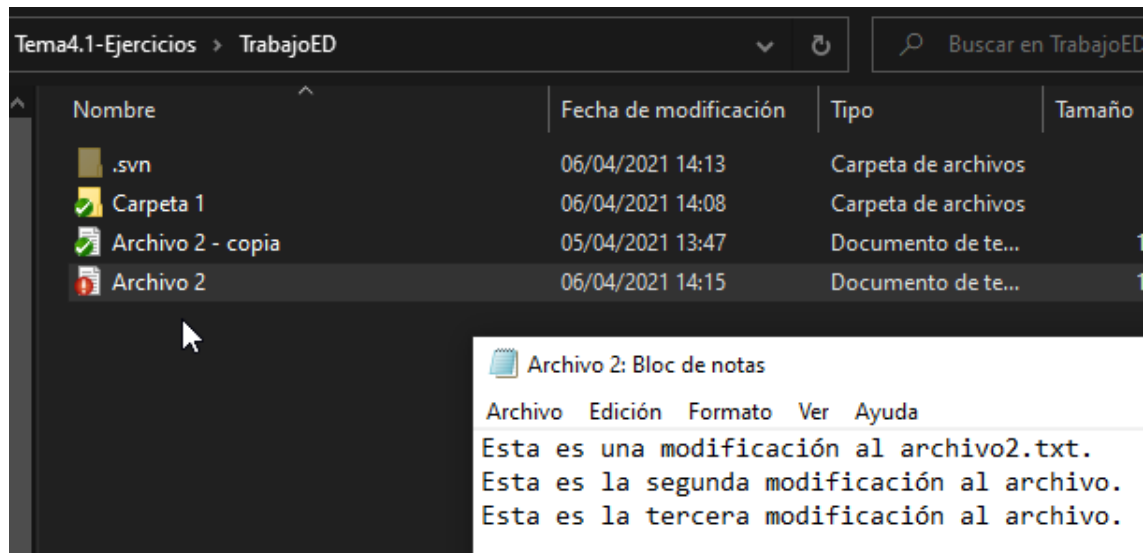 Tema4.1-Ejercicios > TrabajoED
Buscar en TrabajoED
Nombre Fecha de modificación Tipo Tamaño
.svn 06/04/2021 14:13 Carpeta de archivos
Carpeta 1 06/04/2021 14:08 Carpeta de archivos
Archivo 2 - copia 05/04/2021 13:47 Documento de te... 1
Archivo 2 06/04/2021 14:15 Documento de te... 1
Archivo 2: Bloc de notas
Archivo Edición Formato Ver Ayuda
Esta es una modificación al archivo2.txt.
Esta es la segunda modificación al archivo.
Esta es la tercera modificación al archivo.